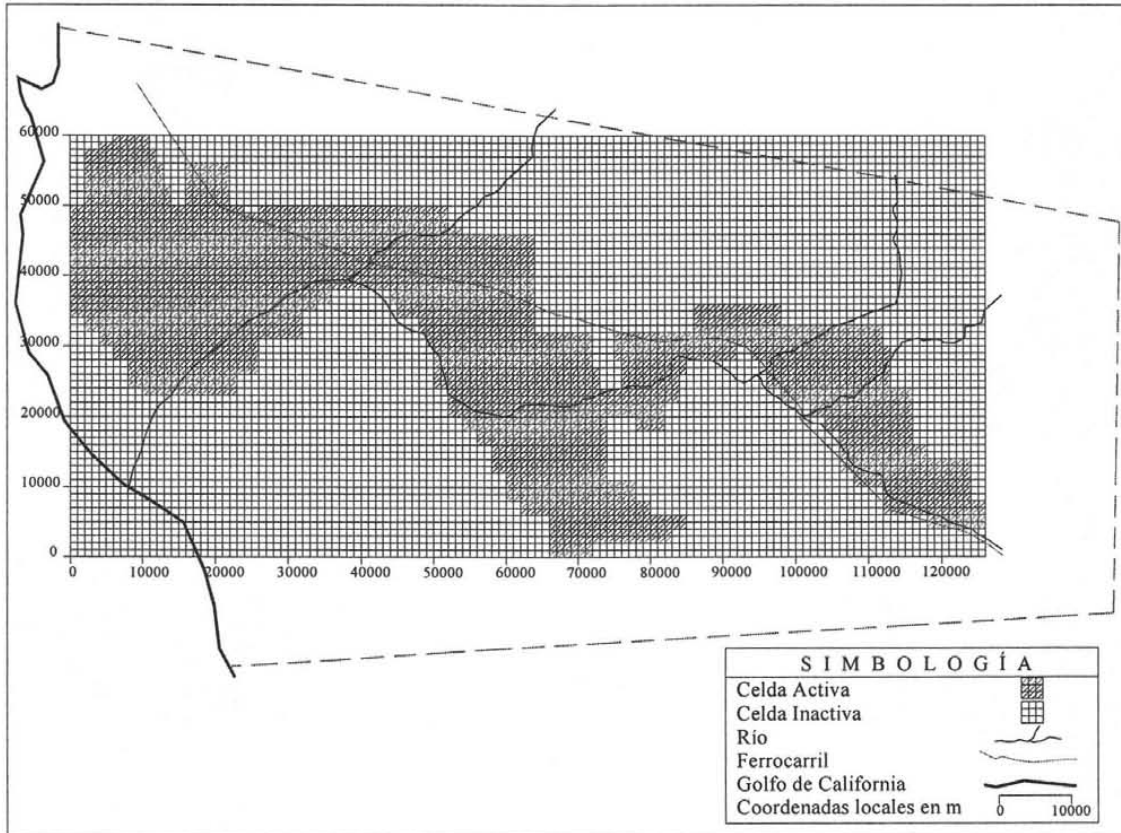 60000
50000
40000
30000
20000
10000
0
0 10000 20000 30000 40000 50000 60000 70000 80000 90000 100000 110000 120000
SIMBOLOGÍA
Celda Activa
Celda Inactiva
Río
Ferrocarril
Golfo de California
Coordenadas locales en m 0 10000